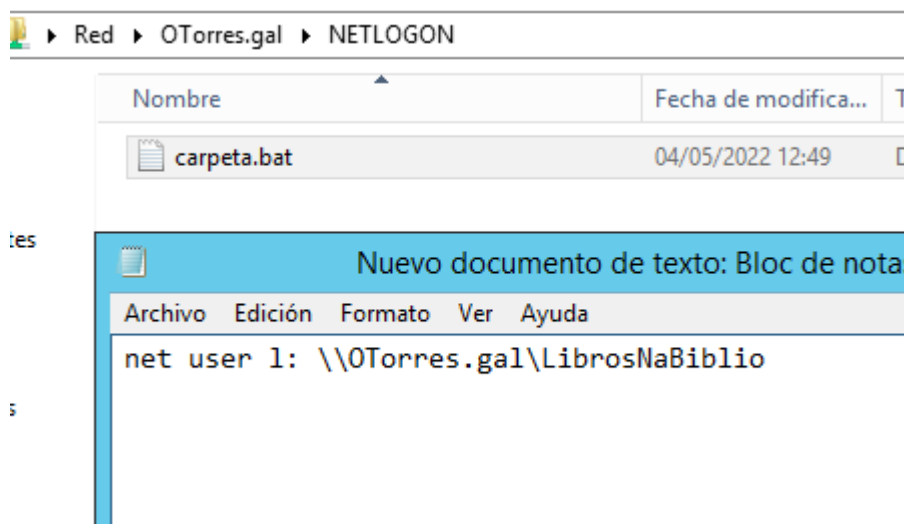 Red OTorres.gal NETLOGON
Nombre Fecha de modifica... T
carpeta.bat 04/05/2022 12:49
tes
Nuevo documento de texto: Bloc de nota
Archivo Edición Formato Ver Ayuda
net user l: \\OTorres.gal\LibrosNaBiblio
s